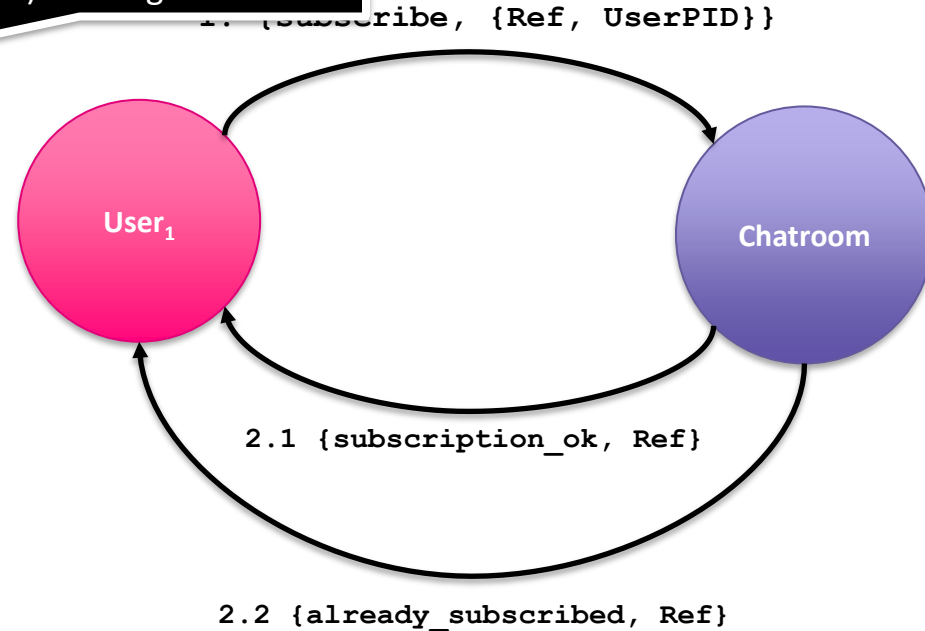 1. {subscribe, {Ref, UserPID}}
User1
Chatroom
2.1 {subscription_ok, Ref}
2.2 {already_subscribed, Ref}